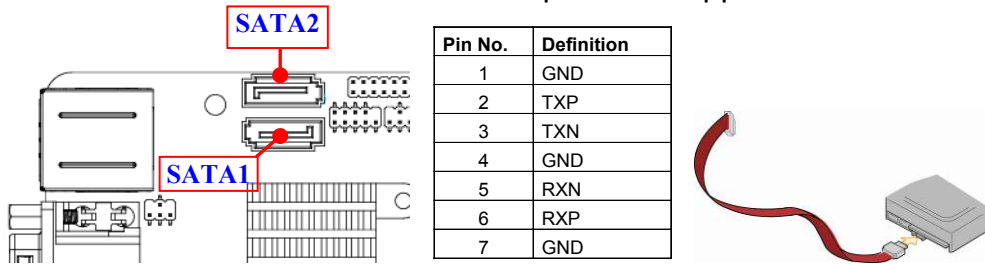 SATA2
SATA1
Pin No. Definition
1 GND
2 TXP
3 TXN
4 GND
5 RXN
6 RXP
7 GND